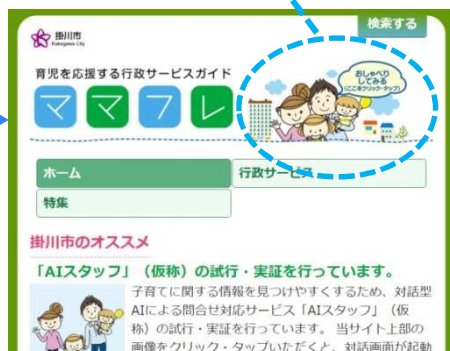 検索する
掛川市
Kakegawa City
育児を応援する行政サービスガイド
ママフレ
おしゃべり
してみる
(ここをクリック・タップ)
ホーム
行政サービス
特集
掛川市のオススメ
「AIスタッフ」（仮称）の試行・実証を行っています。
子育てに関する情報を見つけやすくするため、対話型
AIによる問合せ対応サービス「AIスタッフ」（仮
称）の試行・実証を行っています。 当サイト上部の
画像をクリック・タップいただくと、対話画面が起動